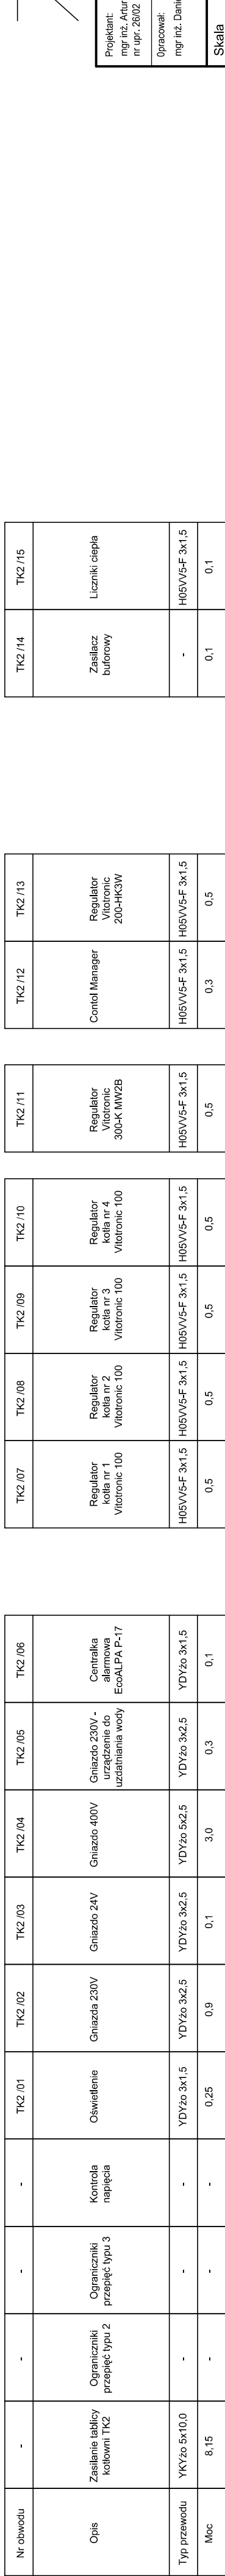 Nr obwodu
-
-
-
-
TK2 /01
TK2 /02
TK2 /03
TK2 /04
TK2 /05
TK2 /06
TK2 /07
TK2 /08
TK2 /09
TK2 /10
TK2 /11
TK2 /12
TK2 /13
TK2 /14
TK2 /15
Opis
Zasilanie tablicy
kotłowni TK2
Ograniczniki
przepięć typu 2
Ograniczniki
przepięć typu 3
Kontrola
napięcia
Oświetlenie
Gniazda 230V
Gniazdo 24V
Gniazdo 400V
Gniazdo 230V -
urządzenie do
uzdatniania wody
Centralka
alarmowa
EcoALPA P-17
Regulator
kotła nr 1
Vitotronic 100
Regulator
kotła nr 2
Vitotronic 100
Regulator
kotła nr 3
Vitotronic 100
Regulator
kotła nr 4
Vitotronic 100
Regulator
Vitotronic
300-K MW2B
Contol Manager
Regulator
Vitotronic
200-HK3W
Zasilacz
buforowy
Liczniki ciepła
Typ przewodu
YKYżo 5x10,0
-
-
-
YDYżo 3x1,5
YDYżo 3x2,5
YDYżo 3x2,5
YDYżo 5x2,5
YDYżo 3x2,5
YDYżo 3x1,5
H05VV5-F 3x1,5
H05VV5-F 3x1,5
H05VV5-F 3x1,5
H05VV5-F 3x1,5
H05VV5-F 3x1,5
H05VV5-F 3x1,5
H05VV5-F 3x1,5
-
H05VV5-F 3x1,5
Moc
8,15
-
-
-
0,25
0,9
0,1
3,0
0,3
0,1
0,5
0,5
0,5
0,5
0,5
0,3
0,5
0,1
0,1
Projektant:
mgr inż. Artur
nr upr. 26/02
Opracował:
mgr inż. Dani
Skala